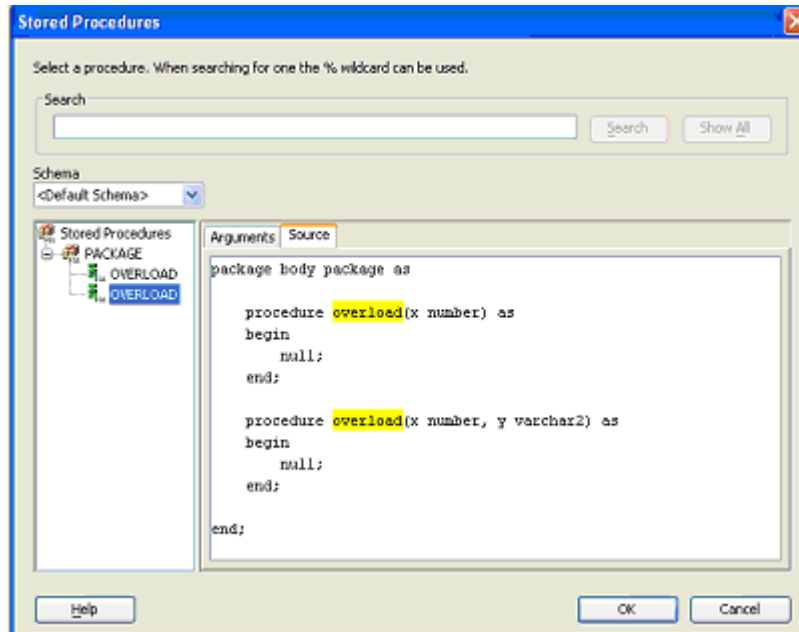 Stored Procedures
Select a procedure. When searching for one the % wildcard can be used.
Search
Search
Show All
Schema
<Default Schema>
Stored Procedures
PACKAGE
OVERLOAD
OVERLOAD
Arguments
Source
package body package as
procedure overload(x number) as
begin
null;
end;
procedure overload(x number, y varchar2) as
begin
null;
end;
end;
Help
OK
Cancel